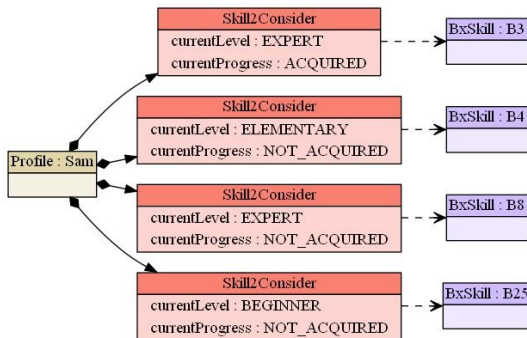 Skill2Consider
currentLevel : EXPERT
currentProgress : ACQUIRED
BxSkill : B3
Skill2Consider
currentLevel : ELEMENTARY
currentProgress : NOT_ACQUIRED
BxSkill : B4
Profile : Sam
Skill2Consider
currentLevel : EXPERT
currentProgress : NOT_ACQUIRED
BxSkill : B8
Skill2Consider
currentLevel : BEGINNER
currentProgress : NOT_ACQUIRED
BxSkill : B25